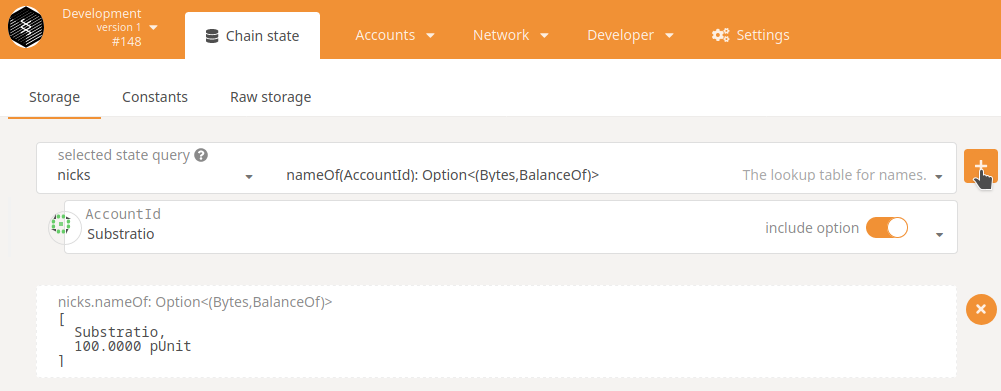 Development
version 1
#148
Chain state
Accounts
Network
Developer
Settings
Storage
Constants
Raw storage
selected state query ?
nicks
nameOf(AccountId): Option<(Bytes,BalanceOf)>
The lookup table for names.
AccountId
Substratio
include option
nicks.nameOf: Option<(Bytes,BalanceOf)>
[
Substratio,
100.0000 pUnit
]